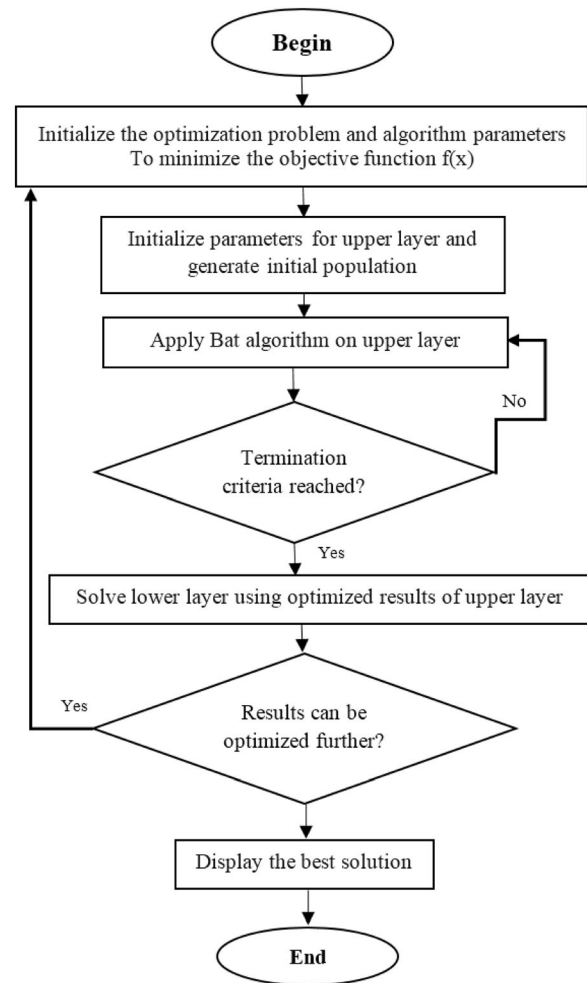 Begin
Initialize the optimization problem and algorithm parameters
To minimize the objective function f(x)
Initialize parameters for upper layer and
generate initial population
Apply Bat algorithm on upper layer
No
Termination
criteria reached?
Yes
Solve lower layer using optimized results of upper layer
Yes
Results can be
optimized further?
Display the best solution
End